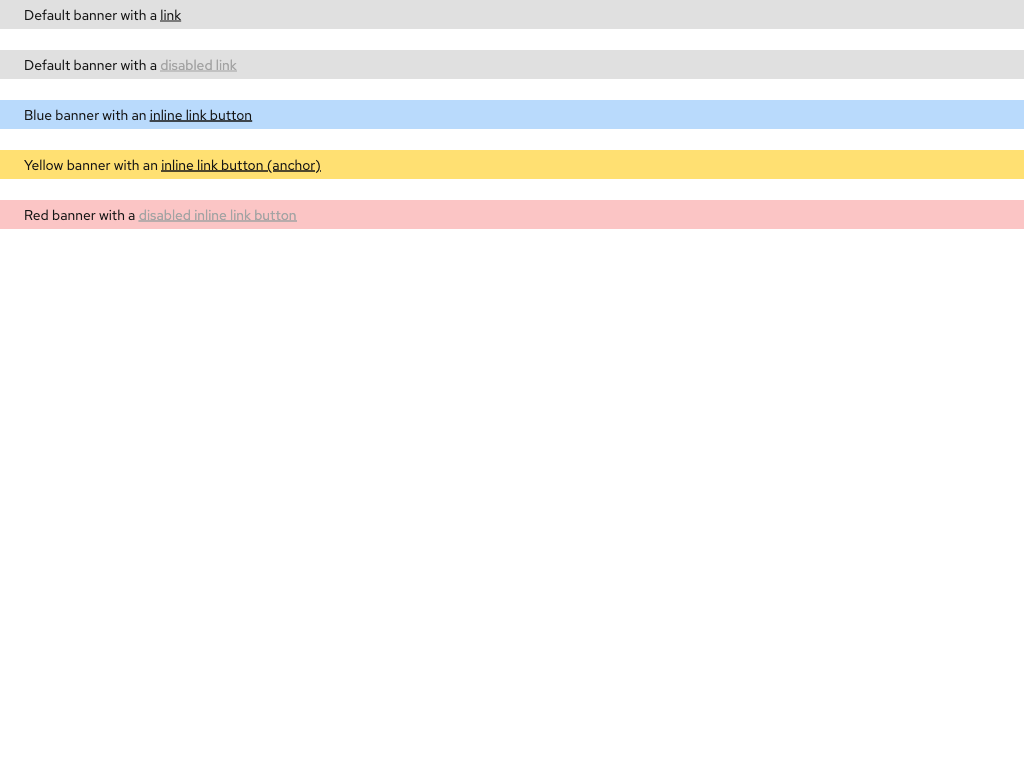 Default banner with a link
Default banner with a disabled link
Blue banner with an inline link button
Yellow banner with an inline link button (anchor)
Red banner with a disabled inline link button